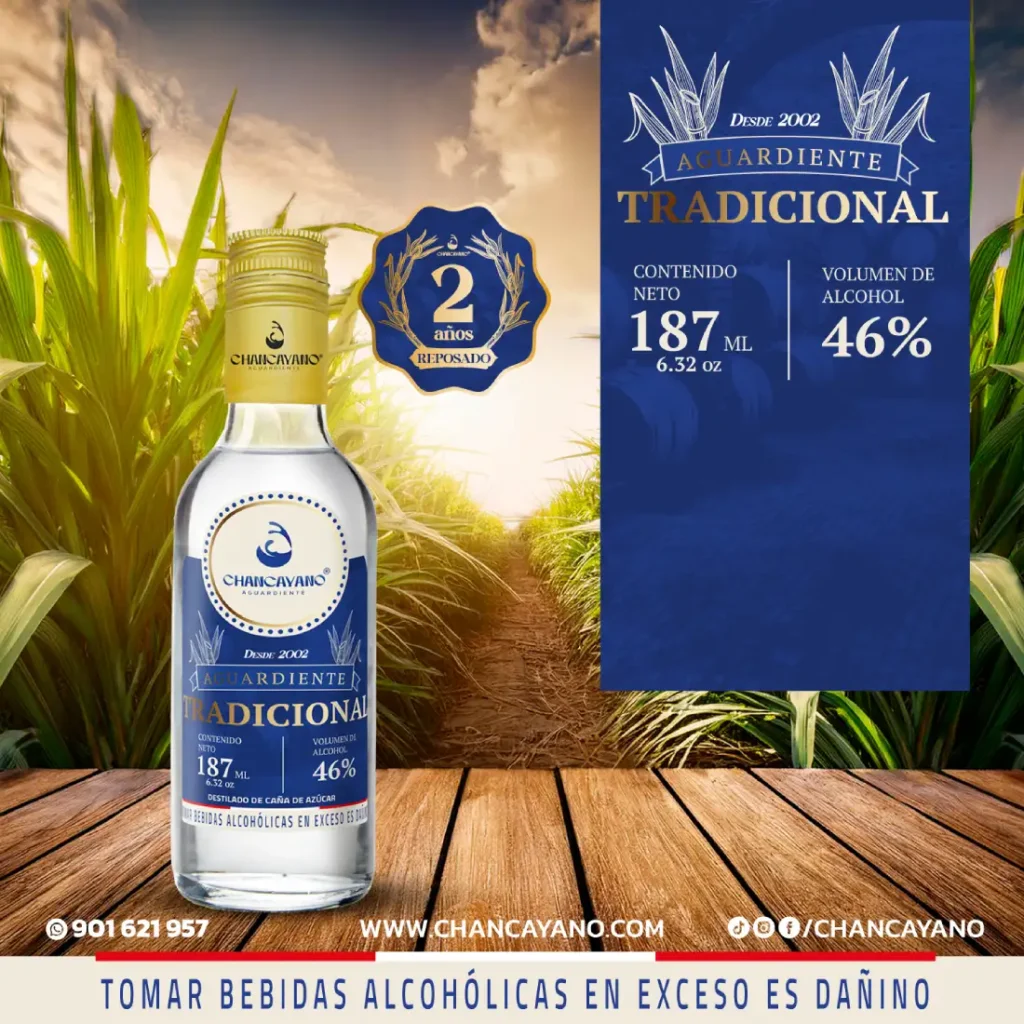 DESDE 2002
AGUARDIENTE
TRADICIONAL
CONTENIDO
NETO
187 ML
6.32 oz
VOLUMEN DE
ALCOHOL
46%
CHANCAYANO
2
años
REPOSADO
CHANCAYANO®
AGUARDIENTE
CHANCAYANO®
AGUARDIENTE
DESDE 2002
AGUARDIENTE
TRADICIONAL
CONTENIDO
NETO
187 ML
6.32 oz
VOLUMEN DE
ALCOHOL
46%
DESTILADO DE CAÑA DE AZÚCAR
TOMAR BEBIDAS ALCOHÓLICAS EN EXCESO ES DAÑIN
901 621 957
WWW.CHANCAYANO.COM
/CHANCAYANO
TOMAR BEBIDAS ALCOHÓLICAS EN EXCESO ES DAÑINO